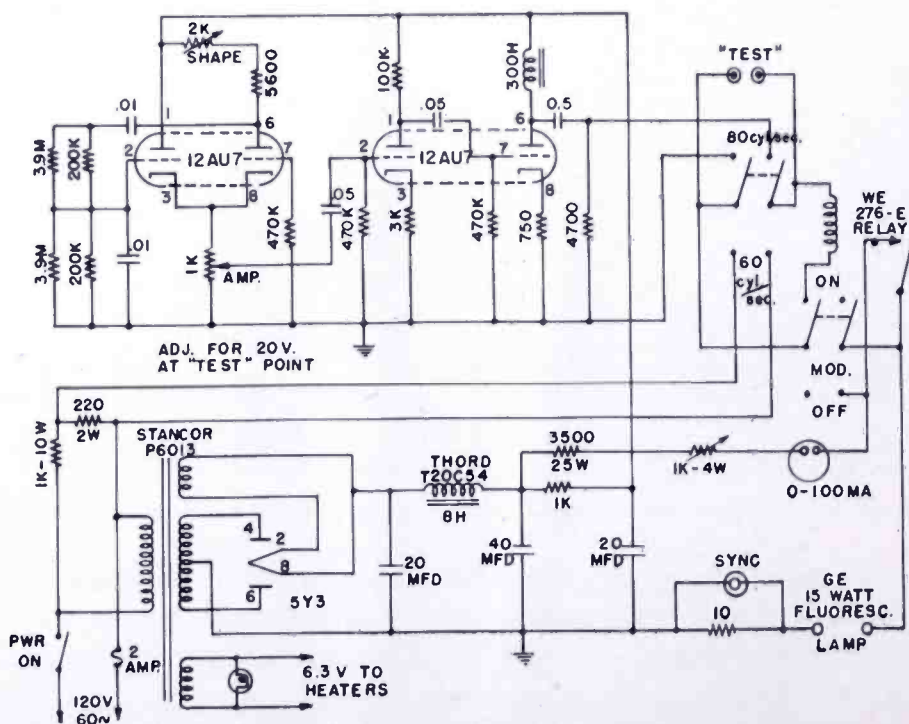 2K
SHAPE
5600
100K
300H
"TEST"
.01
1
6
.05
1
6
0.5
80cyl/sec.
3.9M
200K
2
12AU7
7
2
12AU7
7
3
8
.05
3
8
WE
276-E
RELAY
3.9M
200K
.01
1K
AMP.
470K
470K
3K
470K
750
4700
60
cyl/
sec.
ON
ADJ. FOR 20V.
AT "TEST" POINT
MOD.
OFF
220
2W
1K-10W
STANCOR
P6013
THORD
T20C54
8H
3500
25W
1K
1K-4W
0-100MA
4
2
8
6
5Y3
20
MFD
40
MFD
20
MFD
SYNC
10
GE
15 WATT
FLUORESC.
LAMP
PWR
ON
2
AMP.
120V
60~
6.3 V TO
HEATERS